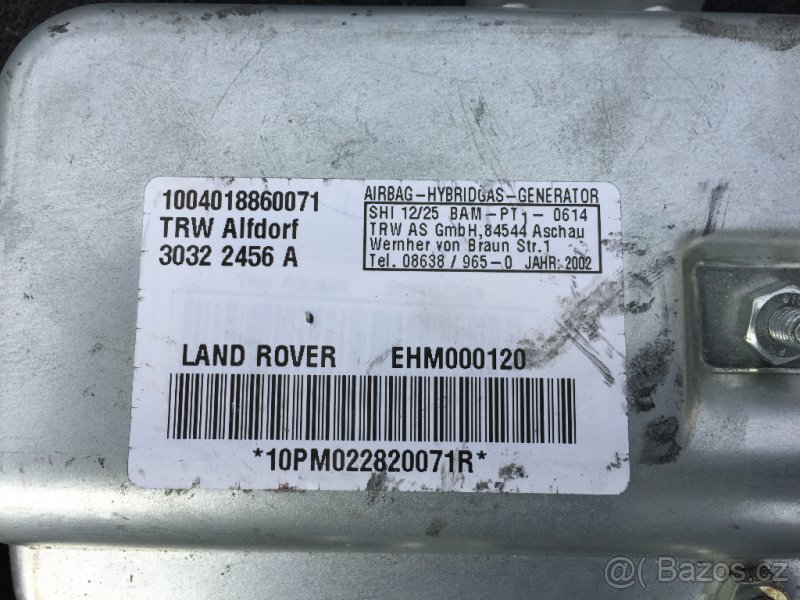 1004018860071
TRW Alfdorf
3032 2456 A
AIRBAG-HYBRIDGAS-GENERATOR
SHI 12/25 BAM-PT1-0614
TRW AS GmbH,84544 Aschau
Wernher von Braun Str.1
Tel. 08638 / 965-0 JAHR: 2002
LAND ROVER EHM000120
*10PM022820071R*
@ Bazos.cz